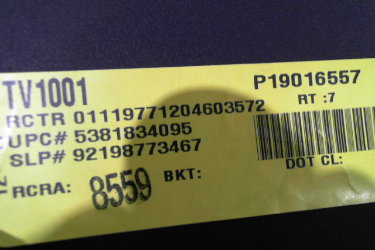 TV1001
P19016557
RCTR 01119771204603572
RT :7
UPC# 5381834095
SLP# 92198773467
DOT CL:
RCRA: 8559 BKT: